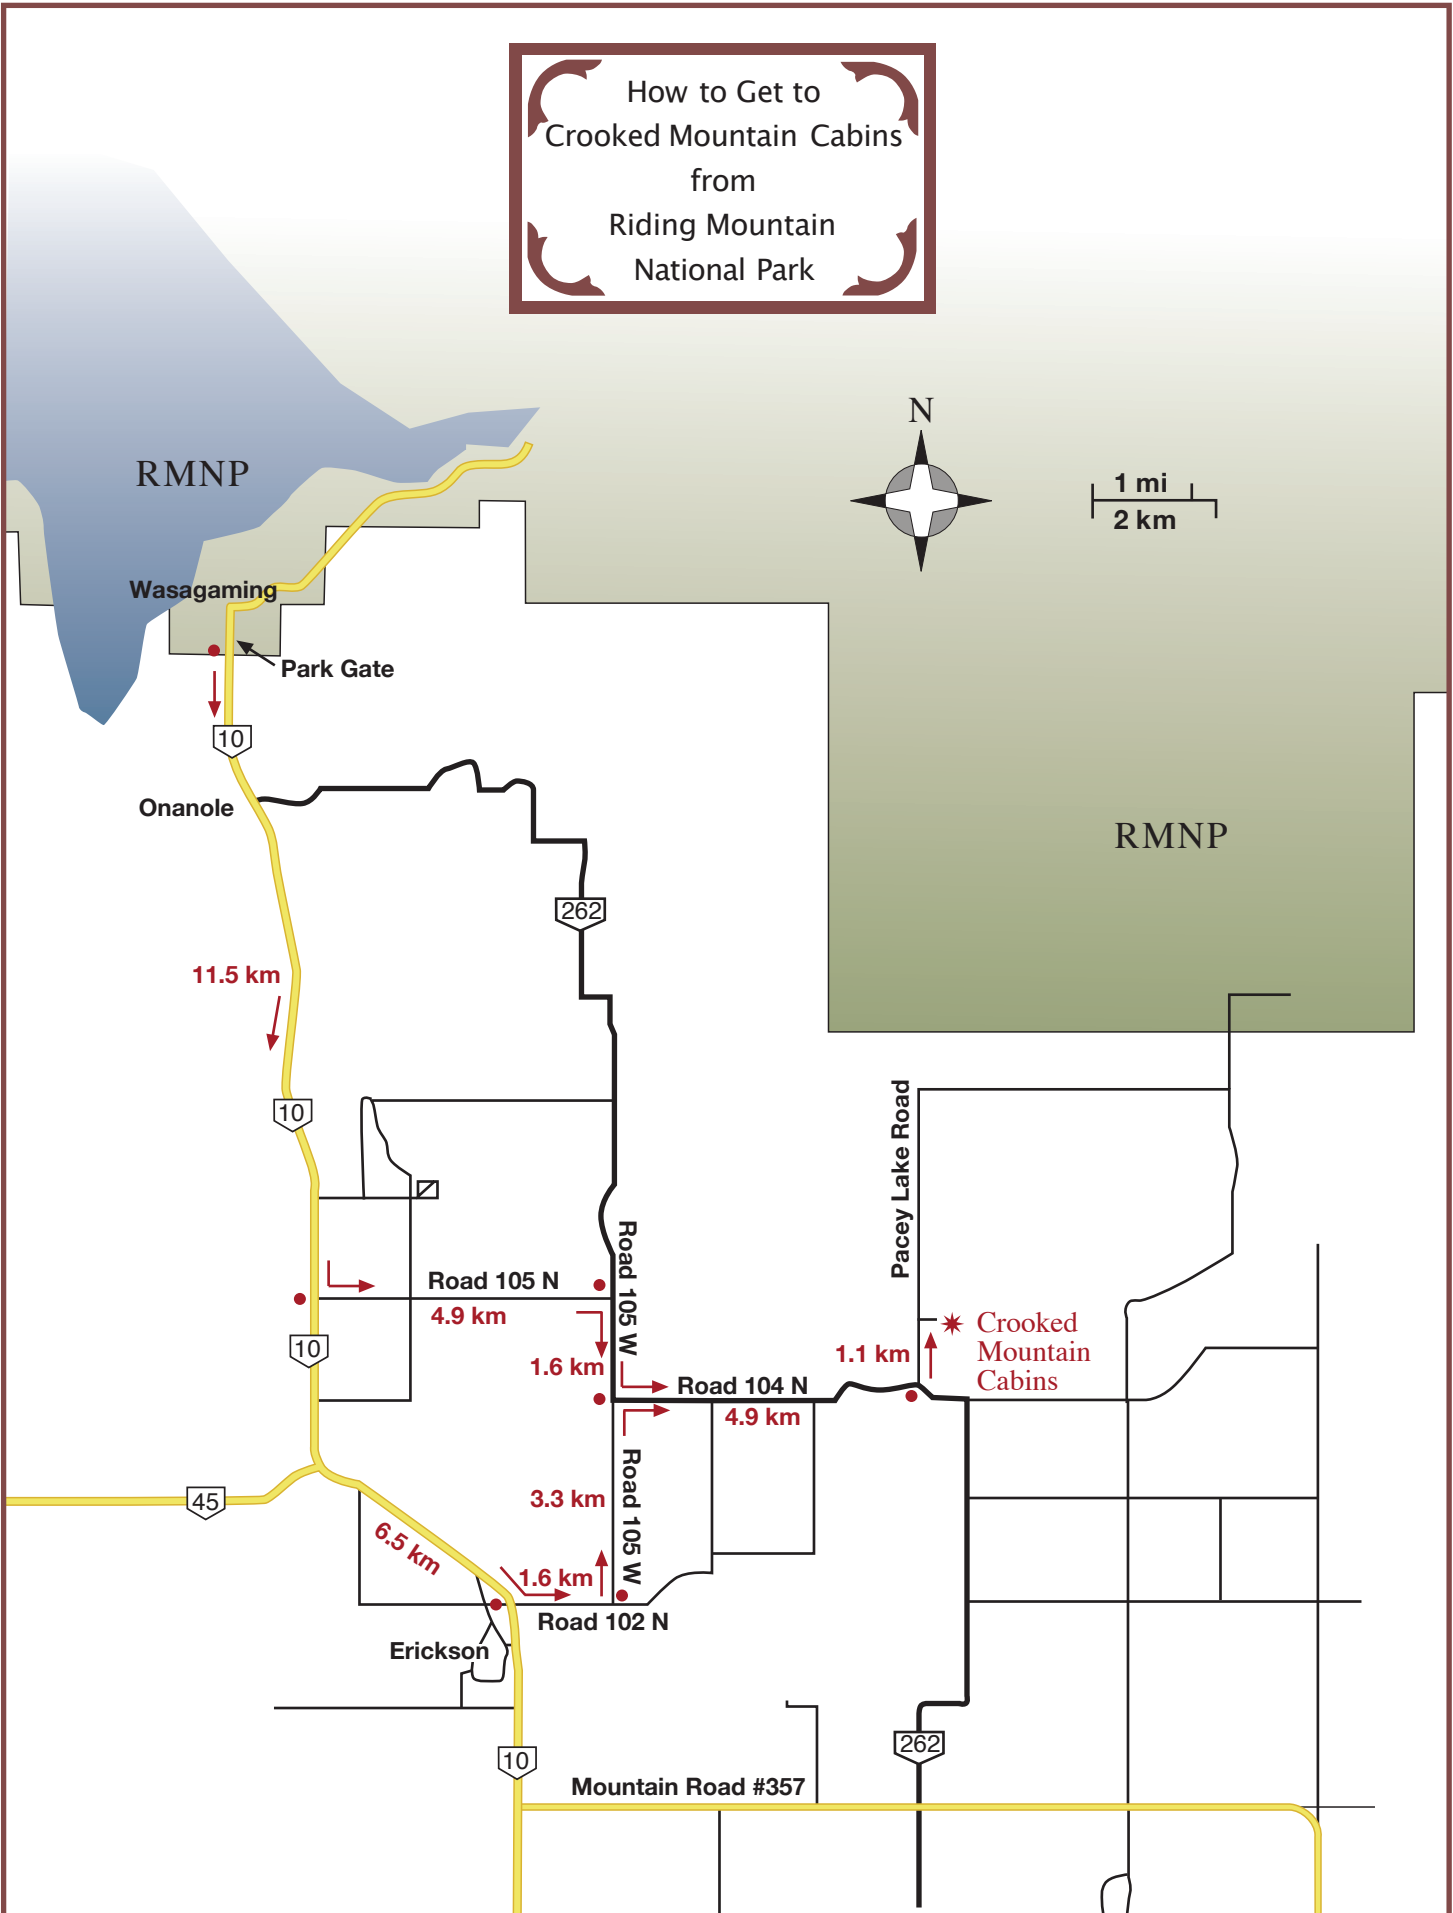 How to Get to
Crooked Mountain Cabins
from
Riding Mountain
National Park
N
RMNP
1 mi
2 km
Wasagaming
Park Gate
10
Onanole
RMNP
262
11.5 km
10
Pacey Lake Road
Road 105 W
Road 105 N
4.9 km
10
1.6 km
1.1 km
Crooked
Mountain
Cabins
Road 104 N
4.9 km
Road 105 W
3.3 km
45
6.5 km
1.6 km
Road 102 N
Erickson
262
10
Mountain Road #357